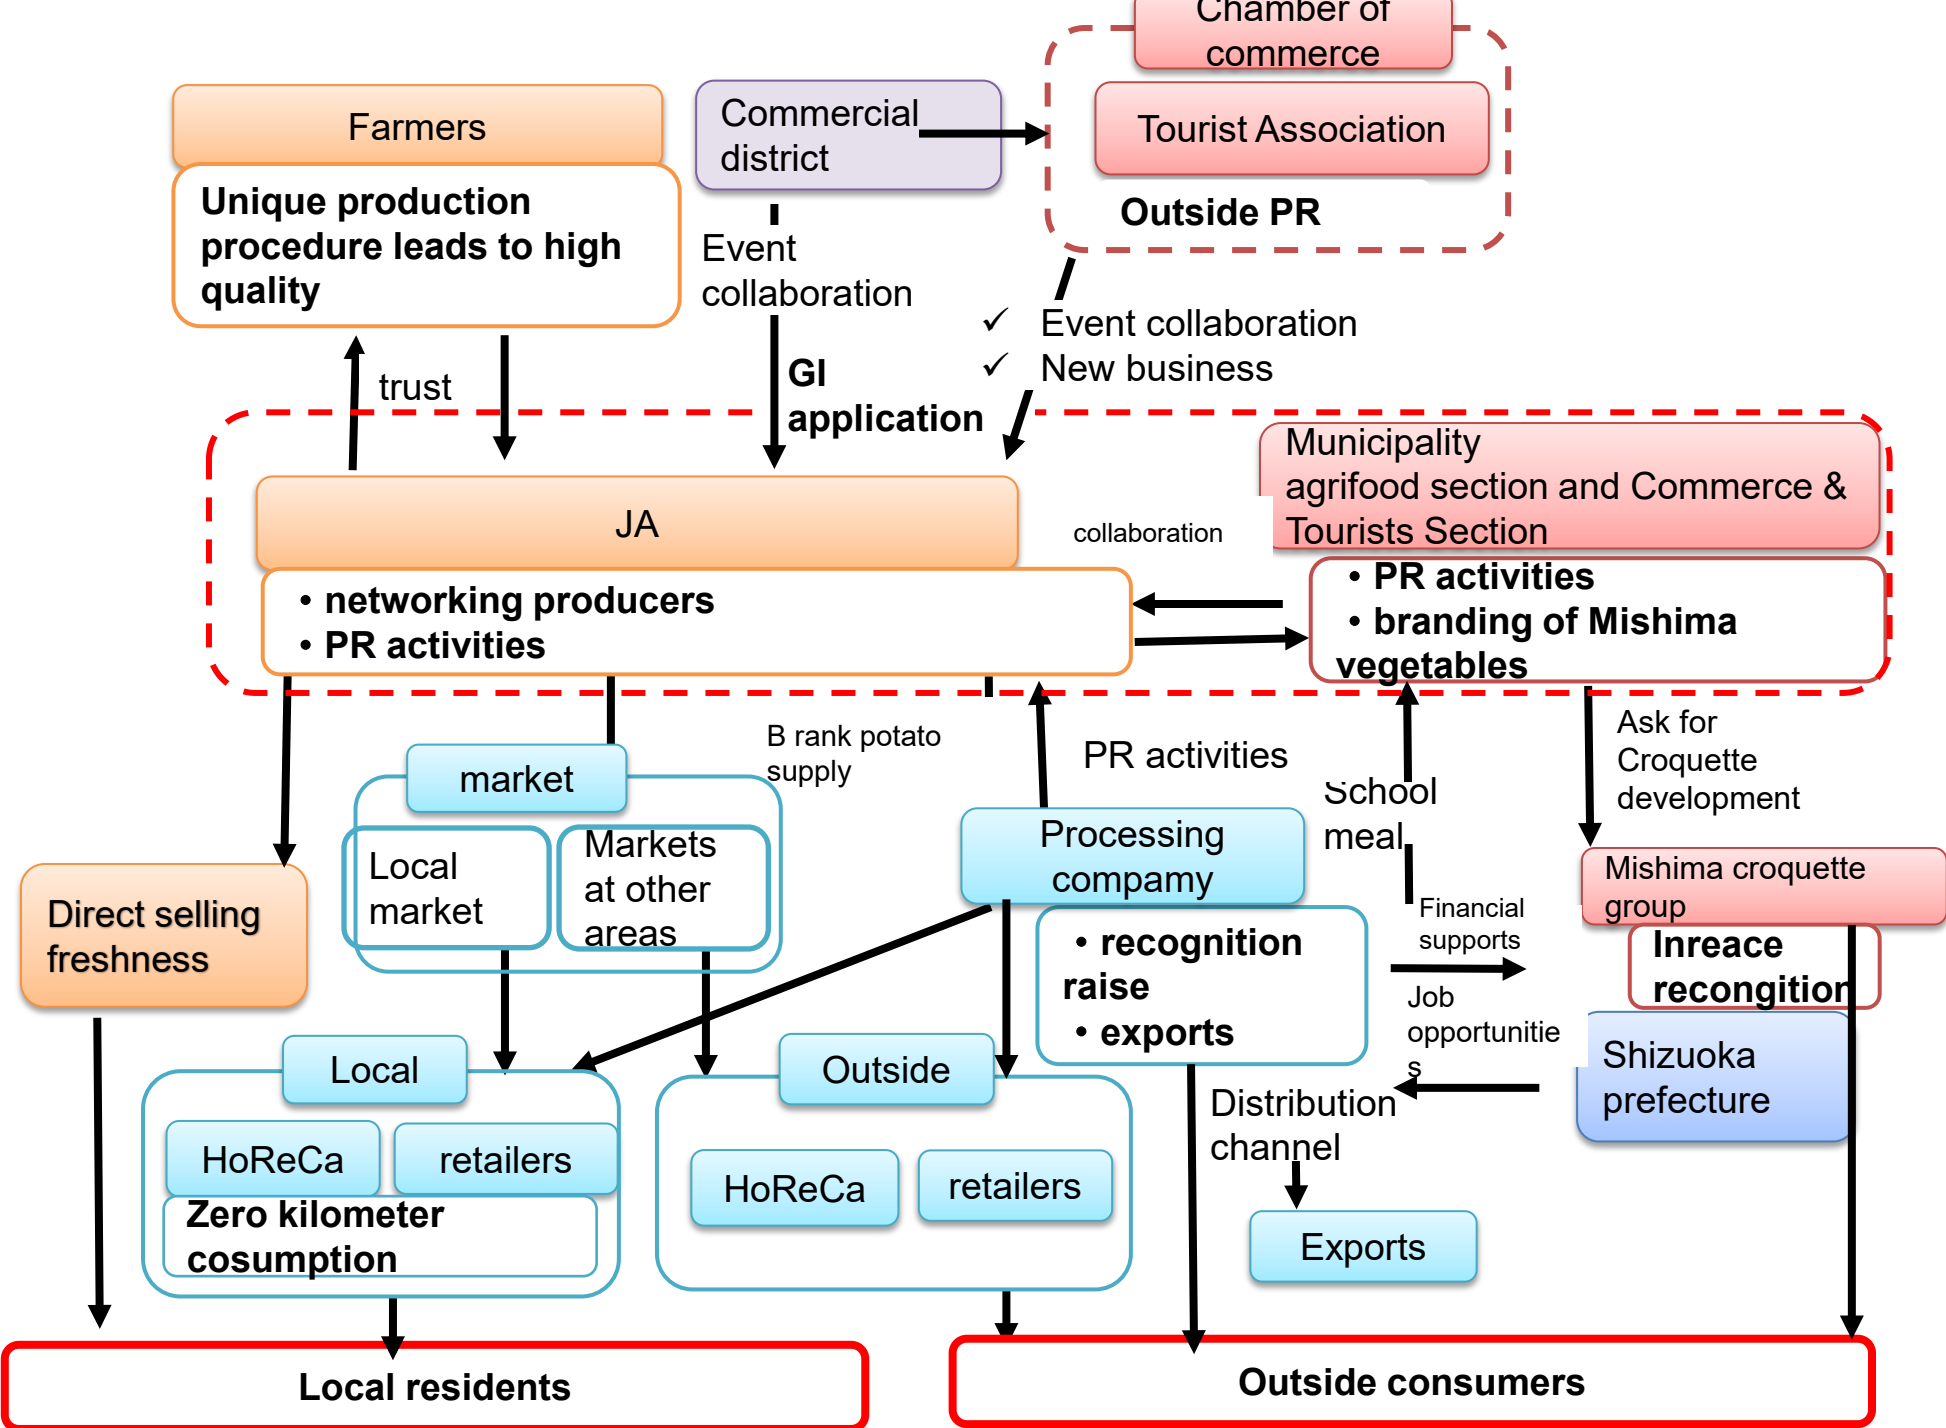 Chamber of
commerce
Farmers
Commercial
district
Tourist Association
Outside PR
Unique production
procedure leads to high
quality
Event
collaboration
✓ Event collaboration
✓ New business
trust
GI
application
Municipality
agrifood section and Commerce &
Tourists Section
JA
collaboration
• networking producers
• PR activities
• PR activities
• branding of Mishima
vegetables
B rank potato
supply
PR activities
School
meal
Ask for
Croquette
development
market
Local
market
Markets
at other
areas
Processing
compamy
Mishima croquette
group
Direct selling
freshness
• recognition
raise
• exports
Financial
supports
Inreace
recongition
Job
opportunitie
s
Shizuoka
prefecture
Local
Outside
Distribution
channel
HoReCa
retailers
HoReCa
retailers
Zero kilometer
cosumption
Exports
Local residents
Outside consumers